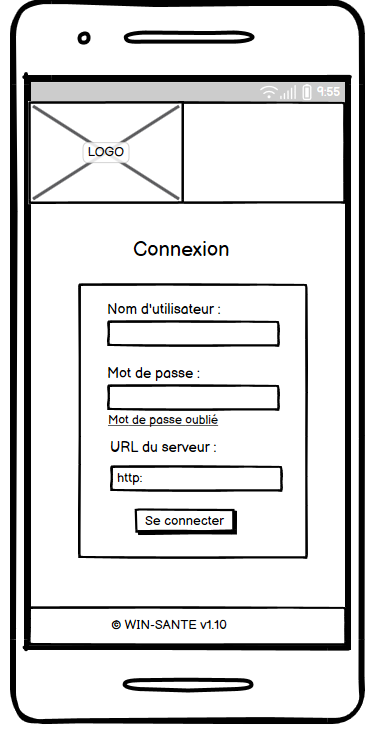 9:55
LOGO
Connexion
Nom d'utilisateur :
Mot de passe :
Mot de passe oublié
URL du serveur :
http:
Se connecter
© WIN-SANTE v1.10